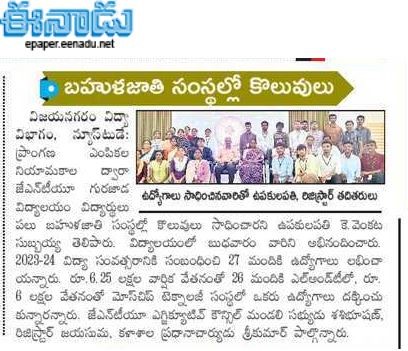 ఈనాడు
epaper.eenadu.net
బహుళజాతి సంస్థల్లో కొలువులు
విజయనగరం విద్యా
విభాగం, న్యూస్‌టుడే:
ప్రాంగణ ఎంపికల
నియామకాల ద్వారా
జేఎన్‌టీయూ గురజాడ
విద్యాలయం విద్యార్థులు
ఉద్యోగాలు సాధించినవారితో ఉపకులపతి, రిజిస్ట్రార్ తదితరులు
పలు బహుళజాతి సంస్థల్లో కొలువులు సాధించారని ఉపకులపతి కె.వెంకట
సుబ్బయ్య తెలిపారు. విద్యాలయంలో బుధవారం వారిని అభినందించారు.
2023-24 విద్యా సంవత్సరానికి సంబంధించి 27 మందికి ఉద్యోగాలు లభించా
యన్నారు. రూ.6.25 లక్షల వార్షిక వేతనంతో 26 మందికి ఎల్అండ్‌టీలో, రూ.
6 లక్షల వేతనంతో మోస్‌చిప్ టెక్నాలజీ సంస్థలో ఒకరు ఉద్యోగాలు దక్కించు
కున్నారన్నారు. జేఎన్‌టీయూ ఎగ్జిక్యూటివ్ కౌన్సిల్ మండలి సభ్యుడు శశిభూషణ్,
రిజిస్ట్రార్ జయసుమ, కళాశాల ప్రధానాచార్యుడు శ్రీకుమార్ పాల్గొన్నారు.